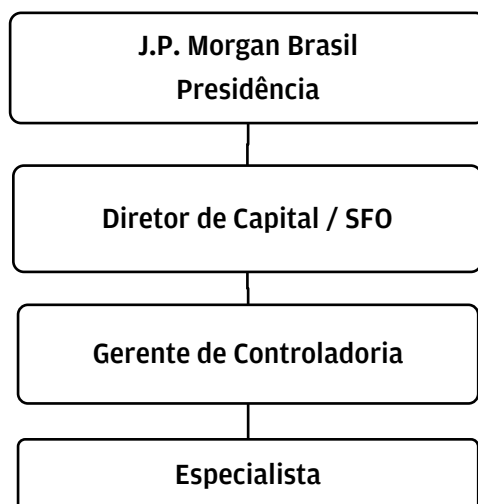 J.P. Morgan Brasil
Presidência
Diretor de Capital / SFO
Gerente de Controladoria
Especialista